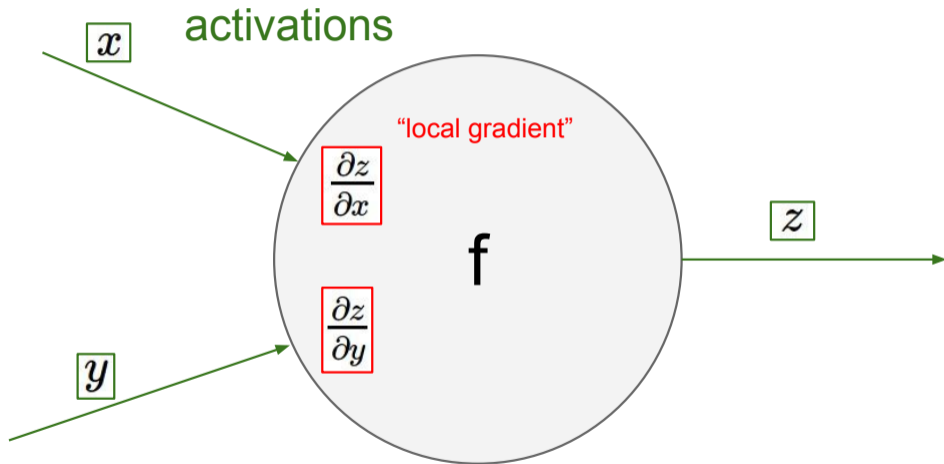 activations
x
“local gradient”
∂z
∂x
f
z
∂z
∂y
y